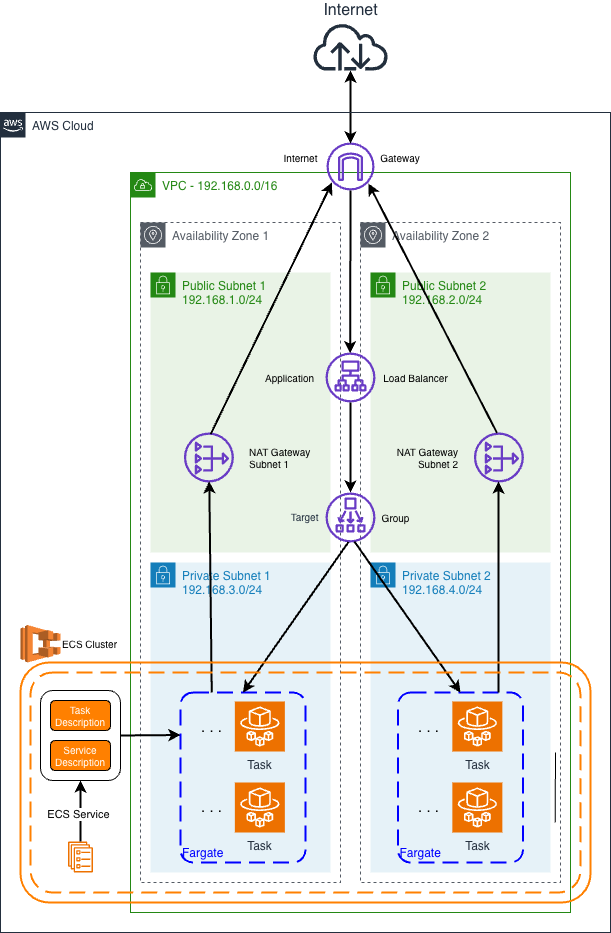 Internet
aws
AWS Cloud
Internet
Gateway
VPC - 192.168.0.0/16
Availability Zone 1
Availability Zone 2
Public Subnet 1
192.168.1.0/24
Public Subnet 2
192.168.2.0/24
Application
Load Balancer
NAT Gateway
Subnet 1
NAT Gateway
Subnet 2
Target
Group
Private Subnet 1
192.168.3.0/24
Private Subnet 2
192.168.4.0/24
ECS Cluster
Task
Description
Service
Description
ECS Service
. . .
Task
. . .
Task
Fargate
. . .
Task
. . .
Task
Fargate